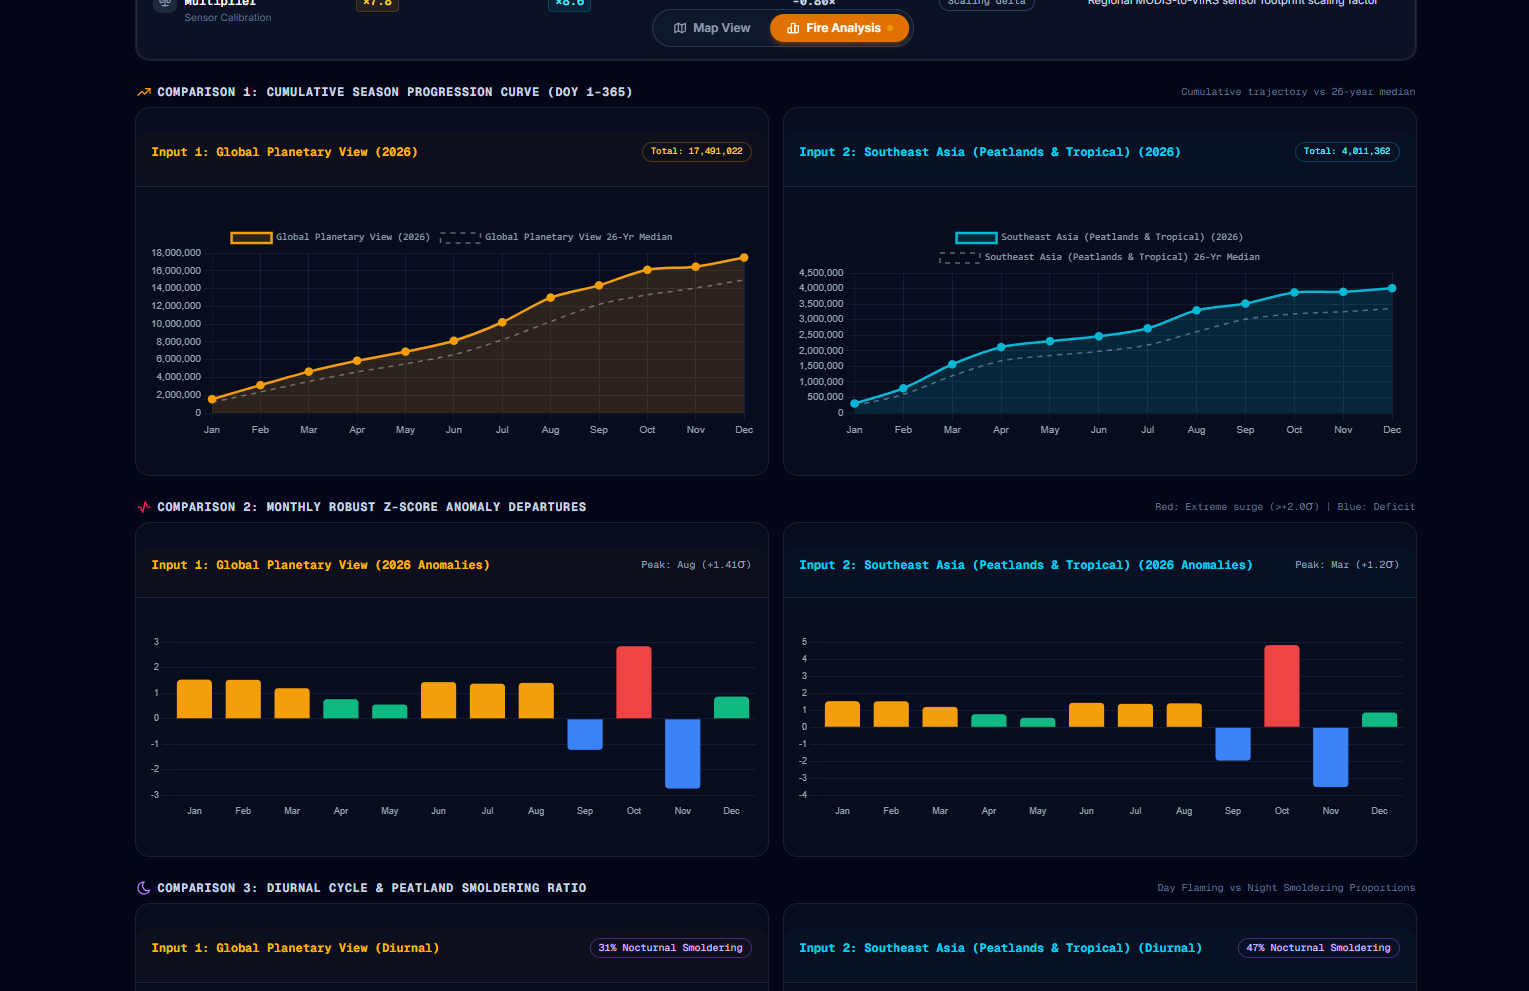 Multiplier
Sensor Calibration
×7.8
×8.6
-0.80×
Scaling delta
Regional MODIS-to-VIIRS sensor footprint scaling factor
Map View
Fire Analysis
COMPARISON 1: CUMULATIVE SEASON PROGRESSION CURVE (DOY 1–365)
Cumulative trajectory vs 26-year median
Input 1: Global Planetary View (2026)
Total: 17,491,022
Global Planetary View (2026)
Global Planetary View 26-Yr Median
18,000,000
16,000,000
14,000,000
12,000,000
10,000,000
8,000,000
6,000,000
4,000,000
2,000,000
0
Jan Feb Mar Apr May Jun Jul Aug Sep Oct Nov Dec
Input 2: Southeast Asia (Peatlands & Tropical) (2026)
Total: 4,011,362
Southeast Asia (Peatlands & Tropical) (2026)
Southeast Asia (Peatlands & Tropical) 26-Yr Median
4,500,000
4,000,000
3,500,000
3,000,000
2,500,000
2,000,000
1,500,000
1,000,000
500,000
0
Jan Feb Mar Apr May Jun Jul Aug Sep Oct Nov Dec
COMPARISON 2: MONTHLY ROBUST Z-SCORE ANOMALY DEPARTURES
Red: Extreme surge (>+2.0σ) | Blue: Deficit
Input 1: Global Planetary View (2026 Anomalies)
Peak: Aug (+1.41σ)
3
2
1
0
-1
-2
-3
Jan Feb Mar Apr May Jun Jul Aug Sep Oct Nov Dec
Input 2: Southeast Asia (Peatlands & Tropical) (2026 Anomalies)
Peak: Mar (+1.2σ)
5
4
3
2
1
0
-1
-2
-3
-4
Jan Feb Mar Apr May Jun Jul Aug Sep Oct Nov Dec
COMPARISON 3: DIURNAL CYCLE & PEATLAND SMOLDERING RATIO
Day Flaming vs Night Smoldering Proportions
Input 1: Global Planetary View (Diurnal)
31% Nocturnal Smoldering
Input 2: Southeast Asia (Peatlands & Tropical) (Diurnal)
47% Nocturnal Smoldering